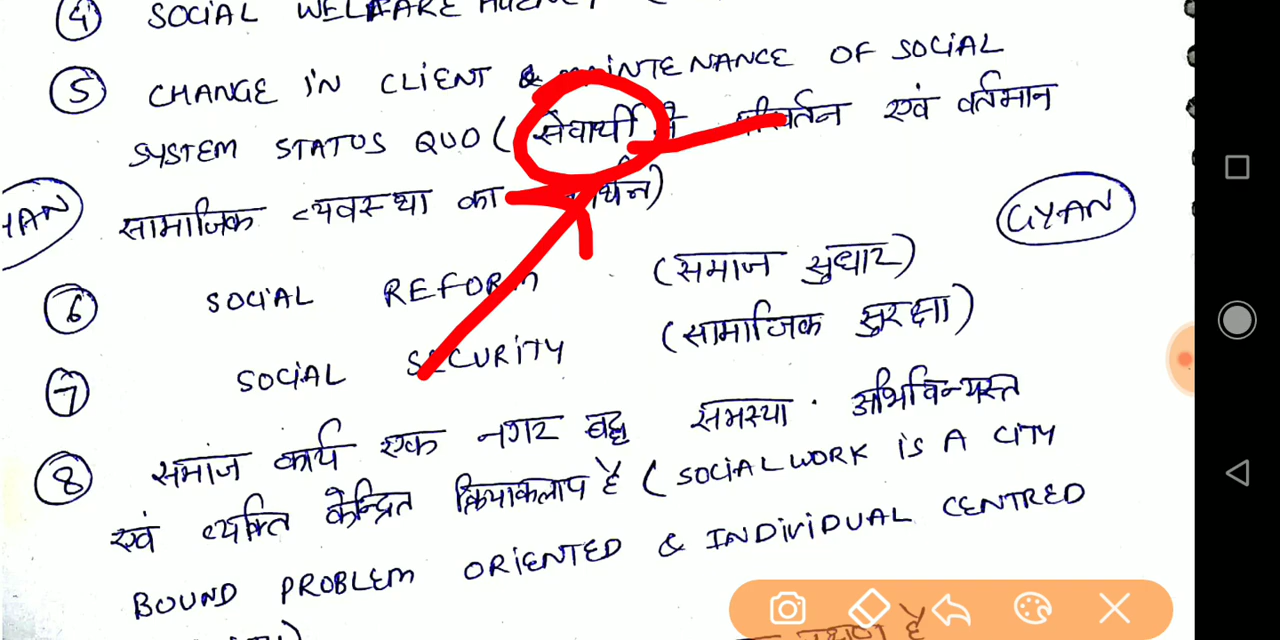 ④ SOCIAL WELFARE
⑤ CHANGE IN CLIENT & MAINTENANCE OF SOCIAL
SYSTEM STATUS QUO ( सेवार्थी में परिवर्तन एवं वर्तमान
सामाजिक व्यवस्था का
GYAN
⑥ SOCIAL REFORM (समाज सुधार)
⑦ SOCIAL SECURITY (सामाजिक सुरक्षा)
⑧ समाज कार्य एक नगर बद्ध समस्या अभिविन्यस्त
एवं व्यक्ति केन्द्रित क्रियाकलाप है ( SOCIAL WORK IS A CITY
BOUND PROBLEM ORIENTED & INDIVIDUAL CENTRED